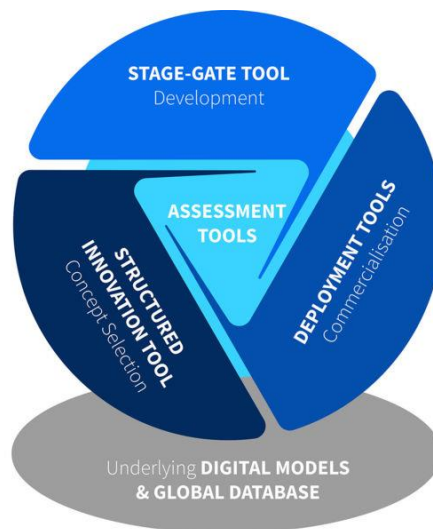 STAGE-GATE TOOL
Development
ASSESSMENT
TOOLS
STRUCTURED
INNOVATION TOOL
Concept Selection
DEPLOYMENT TOOLS
Commercialisation
Underlying DIGITAL MODELS
& GLOBAL DATABASE